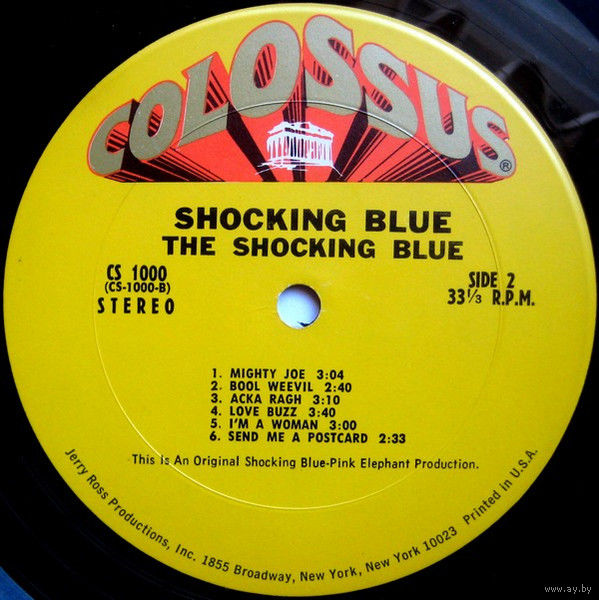 COLOSSUS®
SHOCKING BLUE
THE SHOCKING BLUE
CS 1000
(CS-1000-B)
STEREO
SIDE 2
33⅓ R.P.M.
1. MIGHTY JOE 3:04
2. BOOL WEEVIL 2:40
3. ACKA RAGH 3:10
4. LOVE BUZZ 3:40
5. I'M A WOMAN 3:00
6. SEND ME A POSTCARD 2:33
This Is An Original Shocking Blue-Pink Elephant Production.
Jerry Ross Productions, Inc. 1855 Broadway, New York, New York 10023 Printed in U.S.A.
www.ay.by